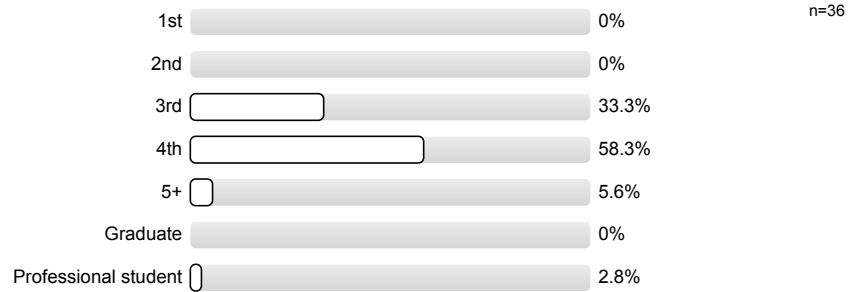 n=36
1st 0%
2nd 0%
3rd 33.3%
4th 58.3%
5+ 5.6%
Graduate 0%
Professional student 2.8%